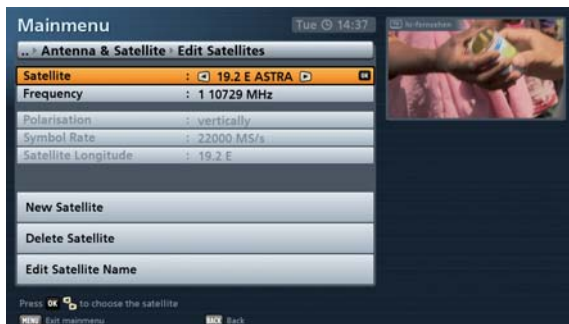 Mainmenu
Tue 14:37
.. Antenna & Satellite Edit Satellites
Satellite : 19.2 E ASTRA OK
Frequency : 1 10729 MHz
Polarisation : vertically
Symbol Rate : 22000 MS/s
Satellite Longitude : 19.2 E
New Satellite
Delete Satellite
Edit Satellite Name
Press OK to choose the satellite
MENU Exit mainmenu BACK Back